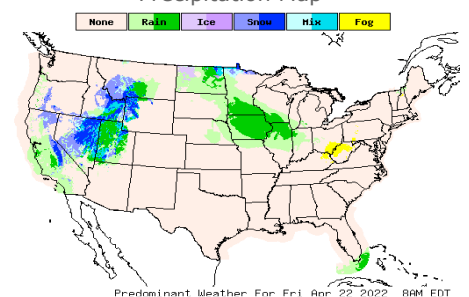 Precipitation Map
None Rain Ice Snow Mix Fog
Predominant Weather For Fri Apr 22 2022 8AM EDT